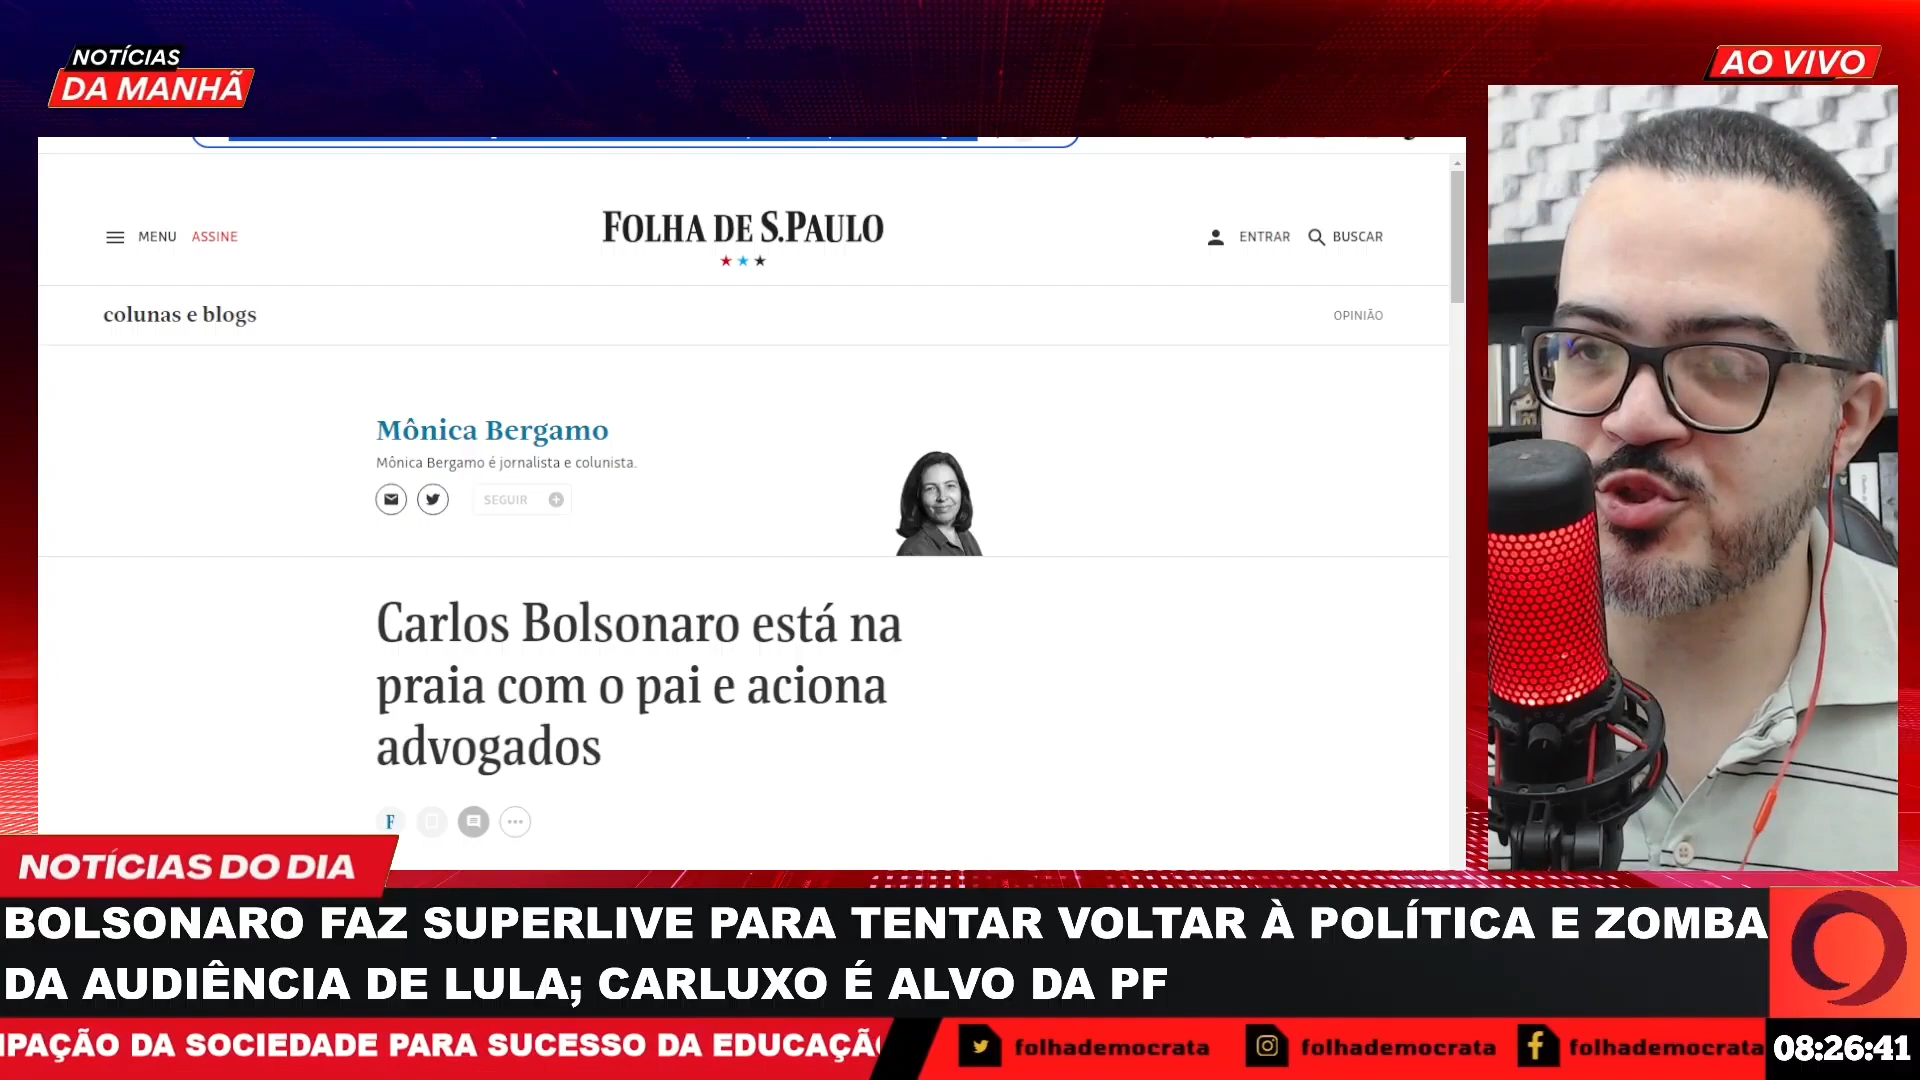 NOTÍCIAS
DA MANHÃ
AO VIVO
MENU ASSINE
FOLHA DE S.PAULO
ENTRAR BUSCAR
colunas e blogs
OPINIÃO
Mônica Bergamo
Mônica Bergamo é jornalista e colunista.
SEGUIR
Carlos Bolsonaro está na
praia com o pai e aciona
advogados
F
NOTÍCIAS DO DIA
BOLSONARO FAZ SUPERLIVE PARA TENTAR VOLTAR À POLÍTICA E ZOMBA
DA AUDIÊNCIA DE LULA; CARLUXO É ALVO DA PF
IPAÇÃO DA SOCIEDADE PARA SUCESSO DA EDUCAÇÃ
folhademocrata folhademocrata folhademocrata
08:26:41